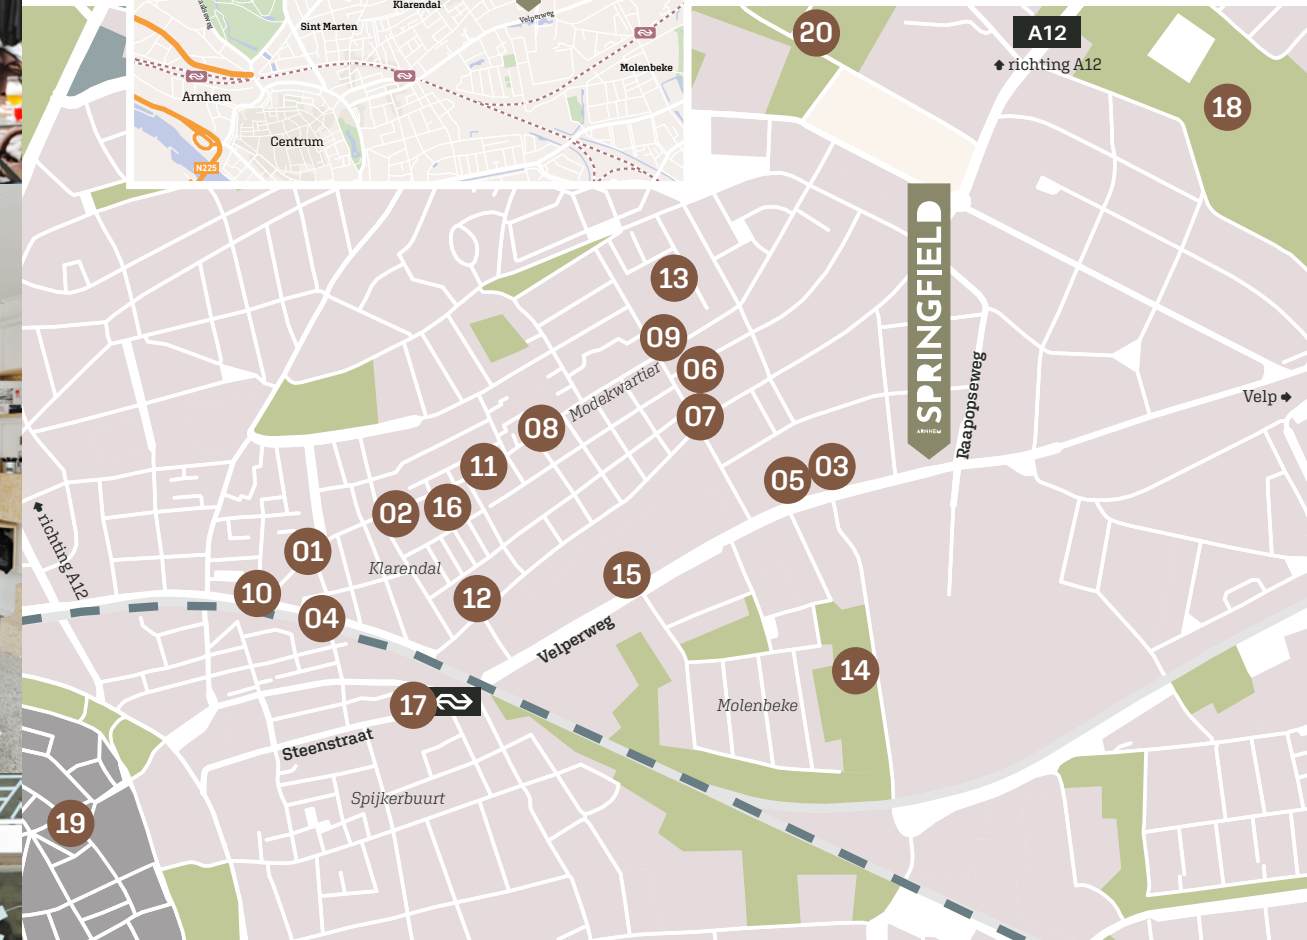 Klarendal
Sint Marten
Velperweg
Molenbeke
Arnhem
Centrum
N225
20
A12
richting A12
18
13
SPRINGFIELD
ARNHEM
09
06
Modekwartier
07
Raapopseweg
Velp
08
11
03
05
02
16
richting A12
01
Klarendal
15
10
12
04
Velperweg
14
17
Molenbeke
Steenstraat
Spijkerbuurt
19